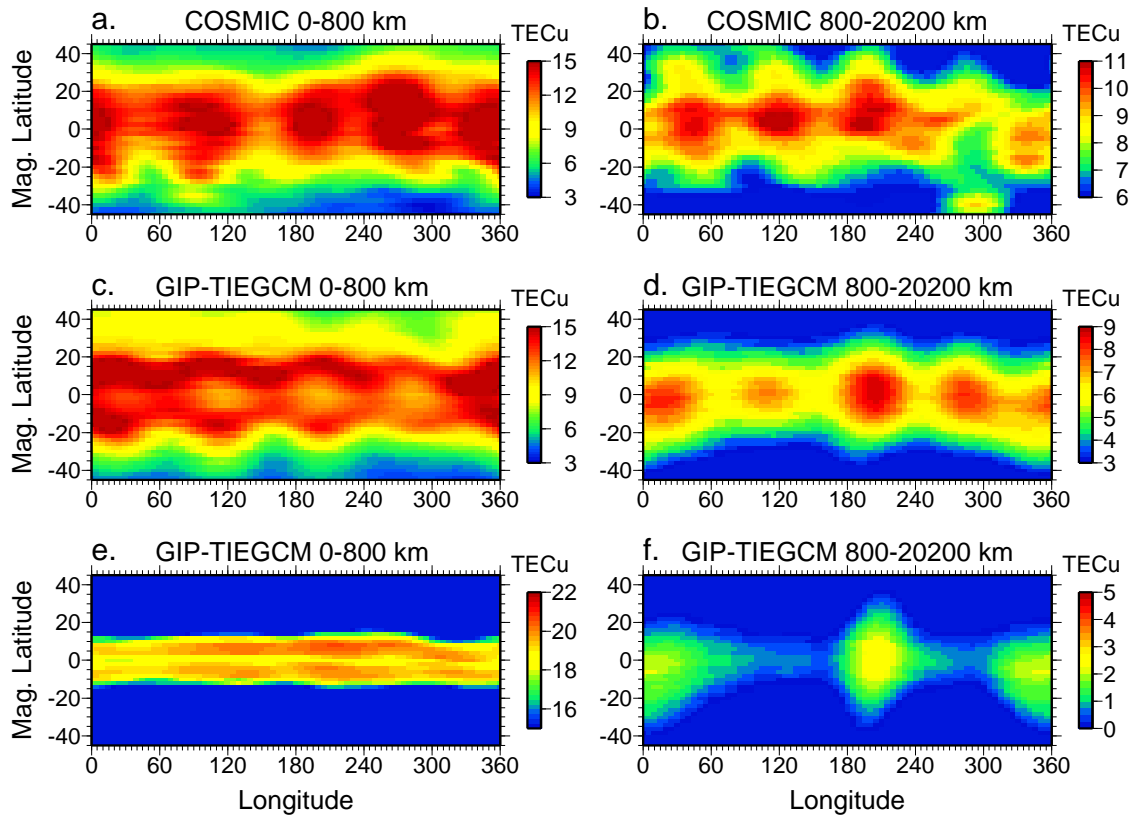 a. COSMIC 0-800 km TECu
b. COSMIC 800-20200 km TECu
Mag. Latitude
40 20 0 -20 -40
0 60 120 180 240 300 360
15 12 9 6 3
40 20 0 -20 -40
0 60 120 180 240 300 360
11 10 9 8 7 6
c. GIP-TIEGCM 0-800 km TECu
d. GIP-TIEGCM 800-20200 km TECu
Mag. Latitude
40 20 0 -20 -40
0 60 120 180 240 300 360
15 12 9 6 3
40 20 0 -20 -40
0 60 120 180 240 300 360
9 8 7 6 5 4 3
e. GIP-TIEGCM 0-800 km TECu
f. GIP-TIEGCM 800-20200 km TECu
Mag. Latitude
40 20 0 -20 -40
0 60 120 180 240 300 360
22 20 18 16
40 20 0 -20 -40
0 60 120 180 240 300 360
5 4 3 2 1 0
Longitude
Longitude